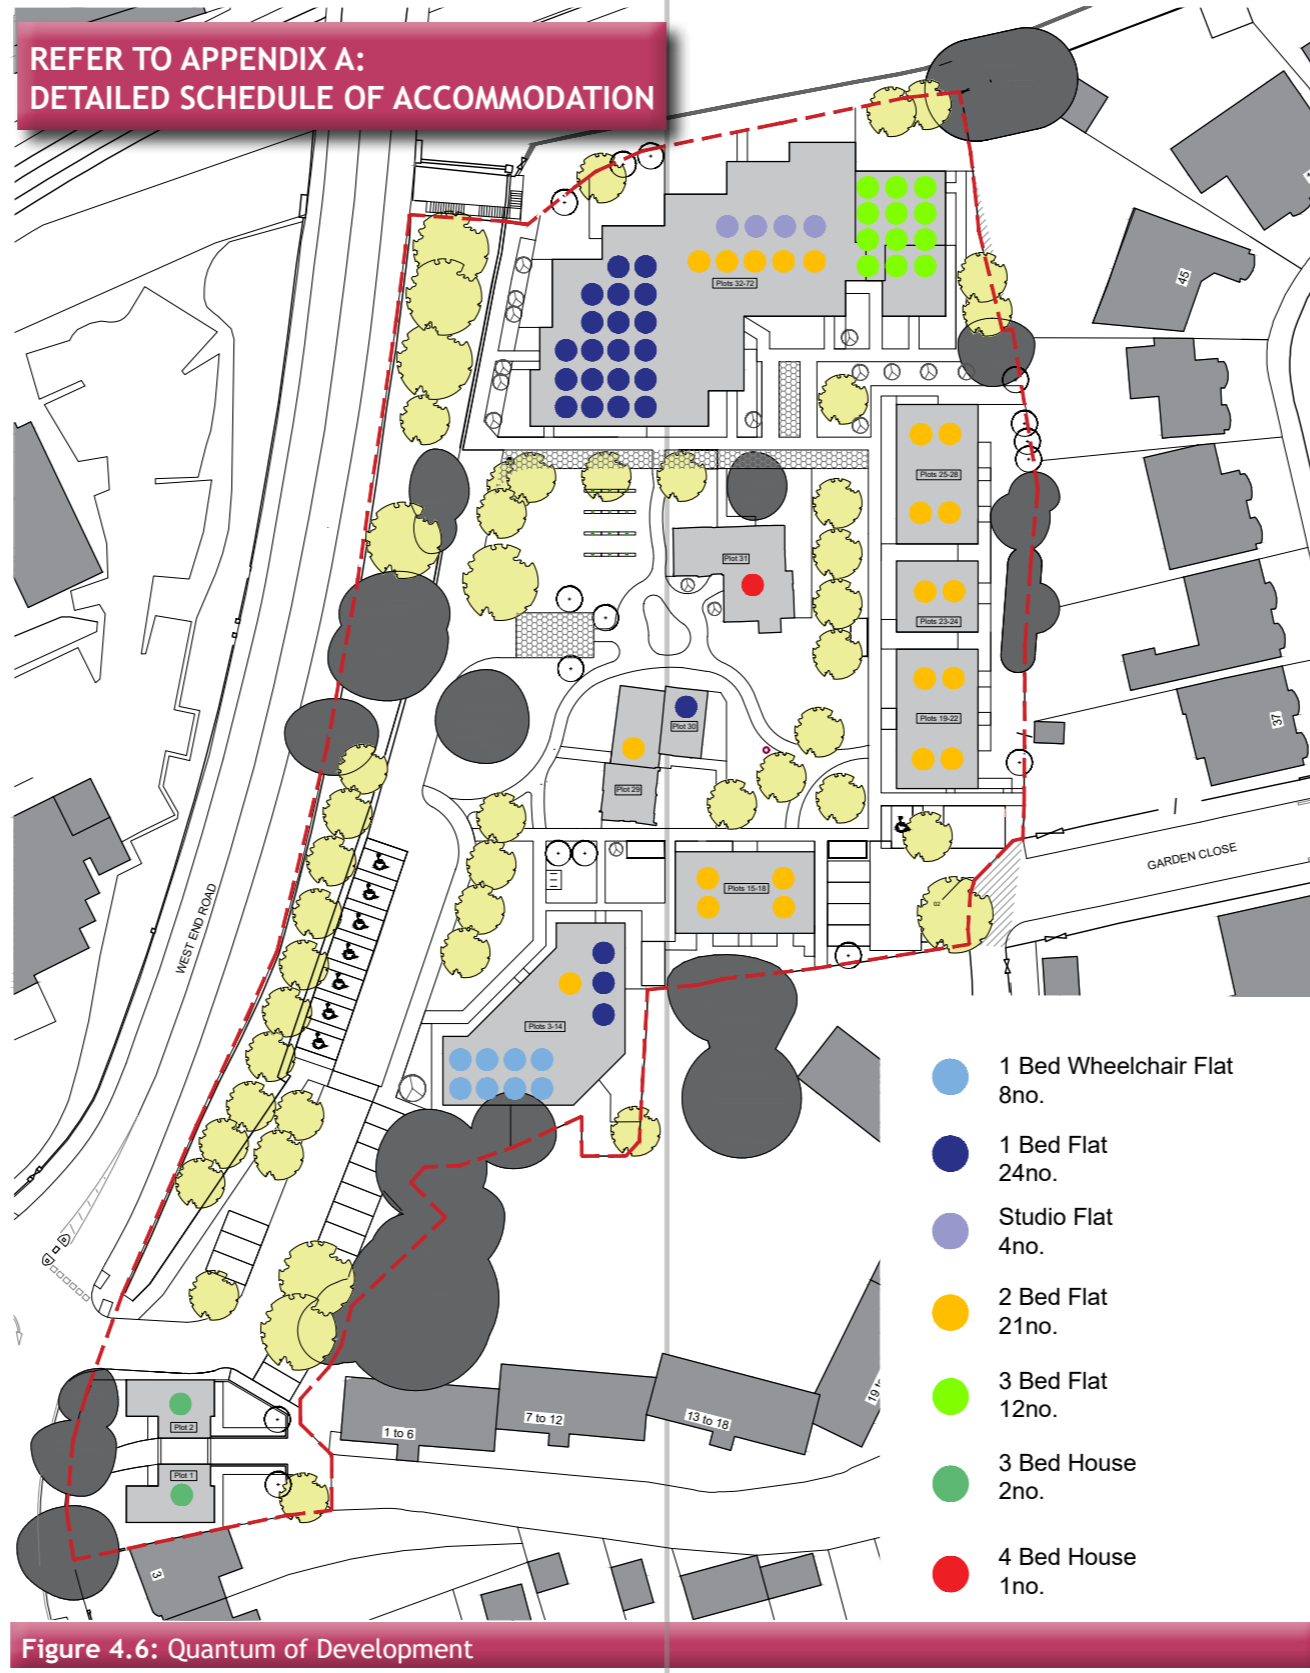 REFER TO APPENDIX A:
DETAILED SCHEDULE OF ACCOMMODATION
45
Plots 32-72
Plots 25-28
Plot 31
Plots 23-24
Plots 19-22
37
Plot 30
Plot 29
GARDEN CLOSE
WEST END ROAD
Plots 15-18
Plots 3-14
1 Bed Wheelchair Flat
8no.
1 Bed Flat
24no.
Studio Flat
4no.
2 Bed Flat
21no.
3 Bed Flat
12no.
3 Bed House
2no.
4 Bed House
1no.
1 to 6
7 to 12
13 to 18
Plot 2
Plot 1
3
Figure 4.6: Quantum of Development